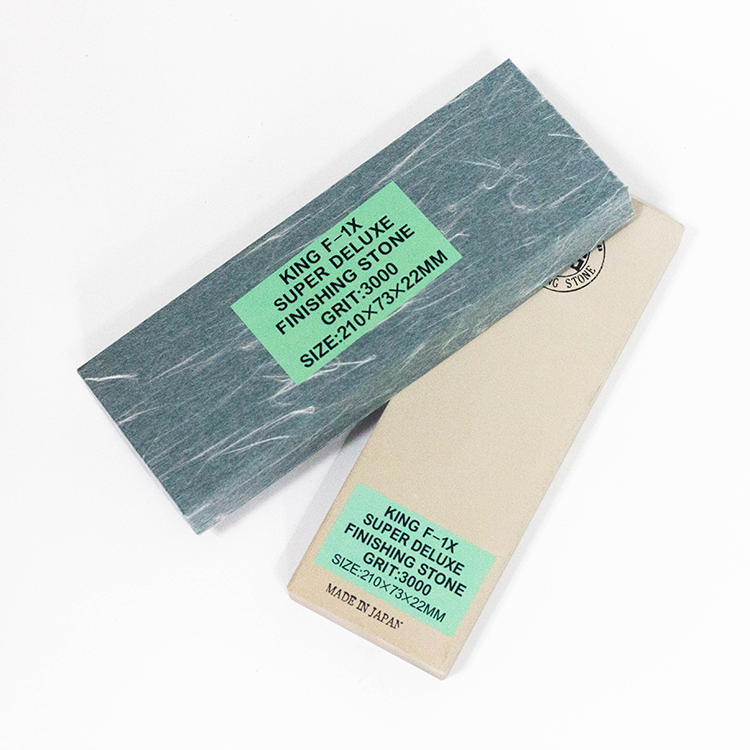 KING F-1X
SUPER DELUXE
FINISHING STONE
GRIT:3000
SIZE:210×73×22MM
STONE
KING F-1X
SUPER DELUXE
FINISHING STONE
GRIT:3000
SIZE:210×73×22MM
MADE IN JAPAN